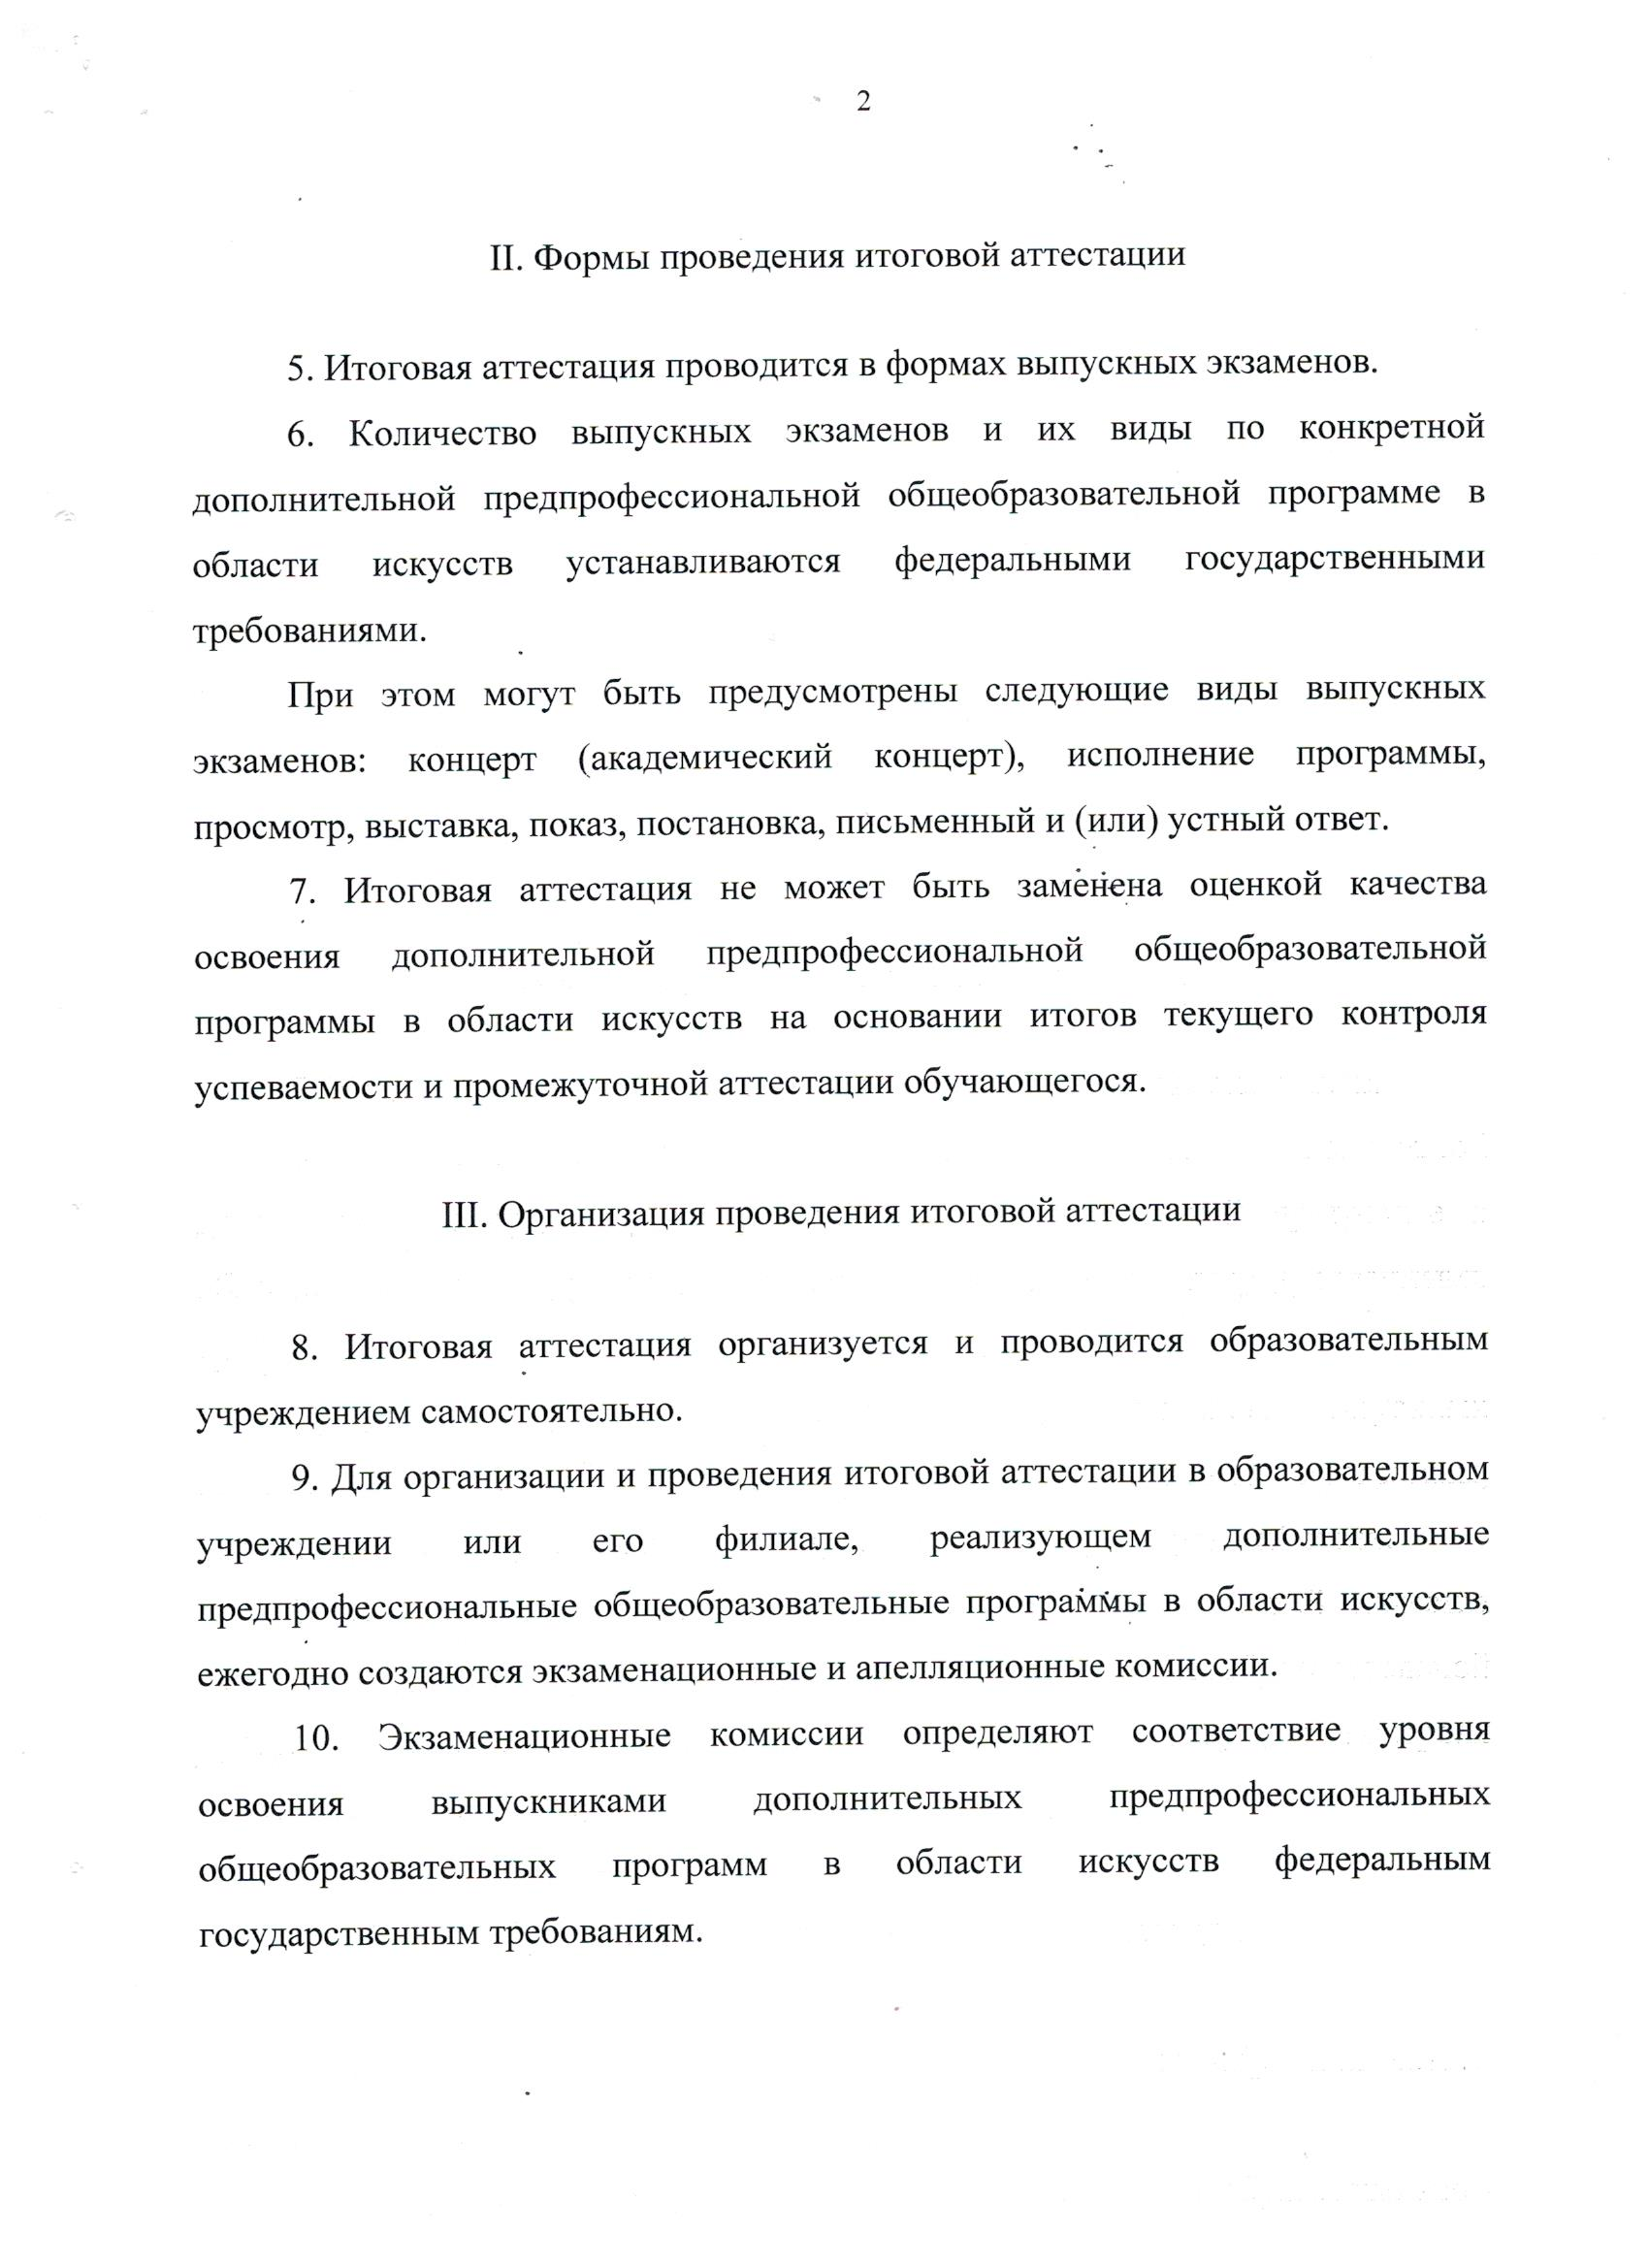 2
II. Формы проведения итоговой аттестации
5. Итоговая аттестация проводится в формах выпускных экзаменов.
6. Количество выпускных экзаменов и их виды по конкретной
дополнительной предпрофессиональной общеобразовательной программе в
области искусств устанавливаются федеральными государственными
требованиями.
При этом могут быть предусмотрены следующие виды выпускных
экзаменов: концерт (академический концерт), исполнение программы,
просмотр, выставка, показ, постановка, письменный и (или) устный ответ.
7. Итоговая аттестация не может быть заменена оценкой качества
освоения дополнительной предпрофессиональной общеобразовательной
программы в области искусств на основании итогов текущего контроля
успеваемости и промежуточной аттестации обучающегося.
III. Организация проведения итоговой аттестации
8. Итоговая аттестация организуется и проводится образовательным
учреждением самостоятельно.
9. Для организации и проведения итоговой аттестации в образовательном
учреждении или его филиале, реализующем дополнительные
предпрофессиональные общеобразовательные программы в области искусств,
ежегодно создаются экзаменационные и апелляционные комиссии.
10. Экзаменационные комиссии определяют соответствие уровня
освоения выпускниками дополнительных предпрофессиональных
общеобразовательных программ в области искусств федеральным
государственным требованиям.